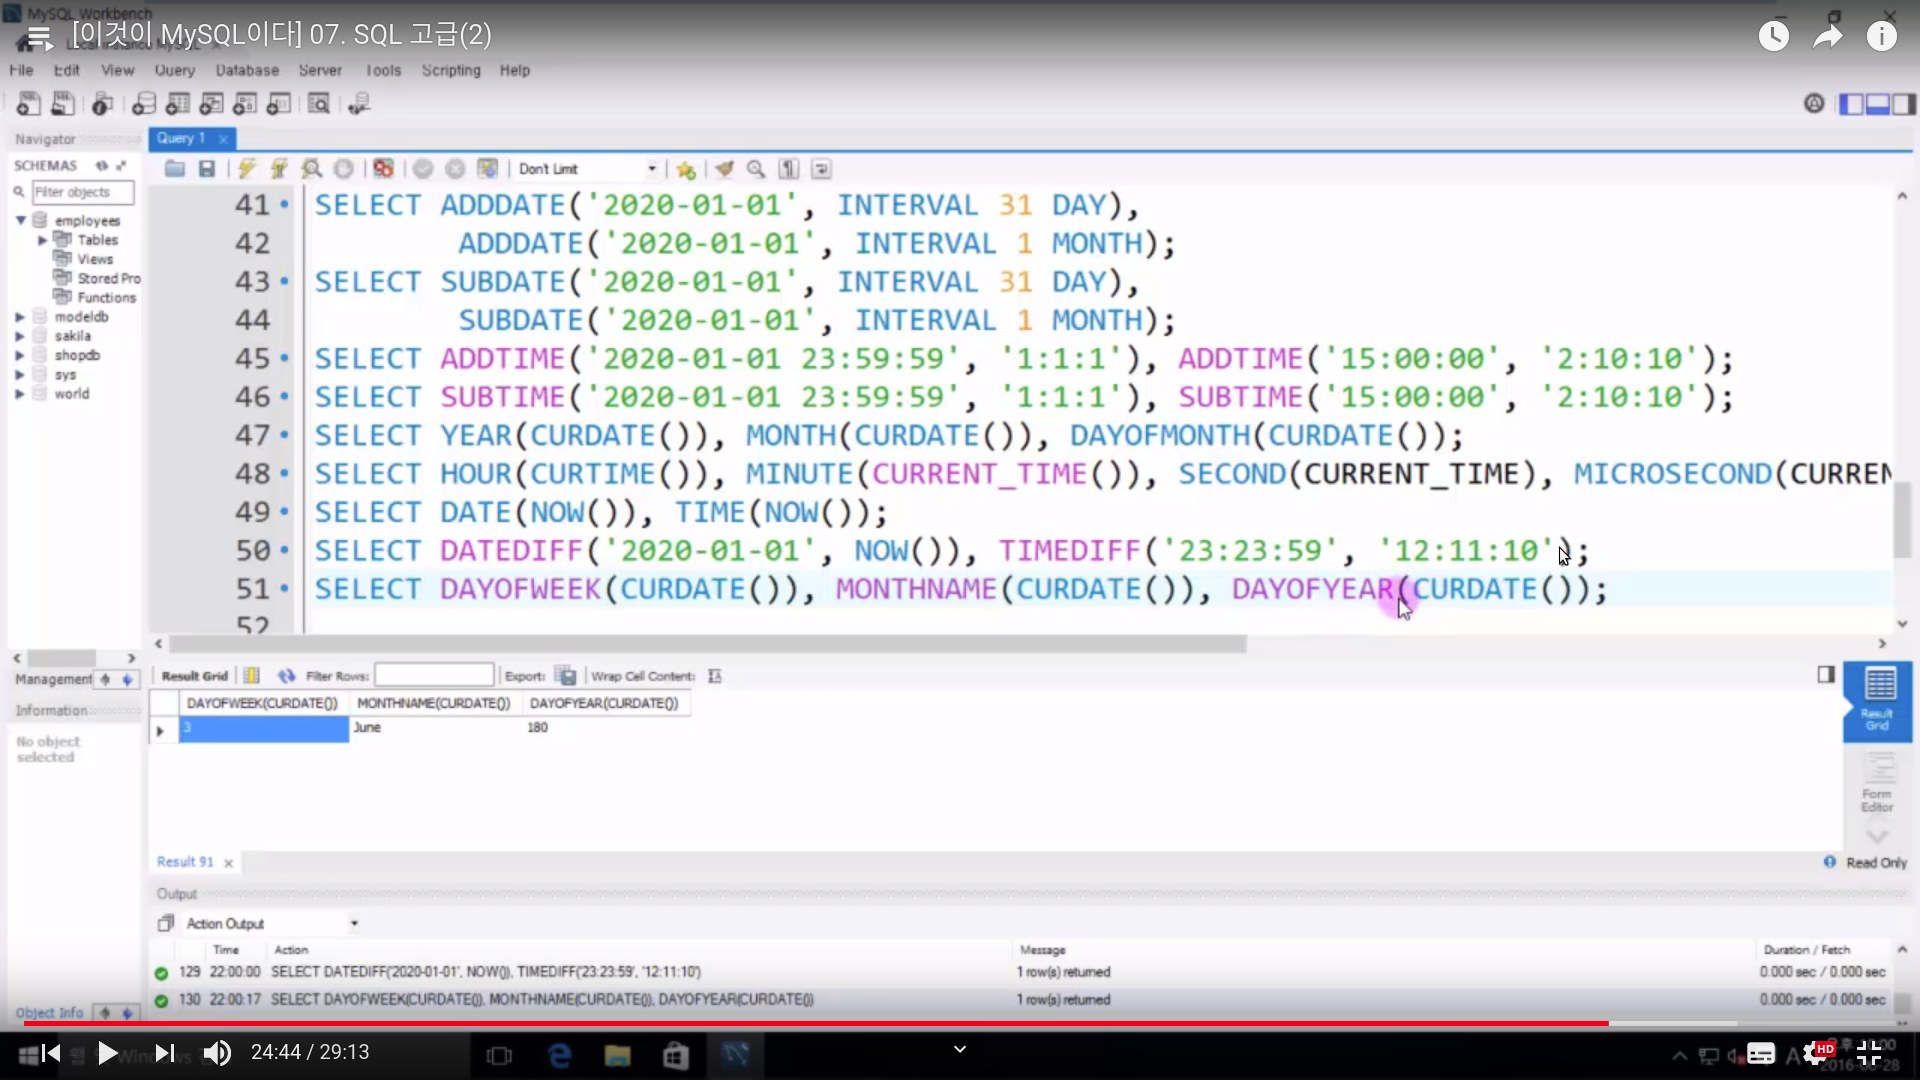 MySQL Workbench
[이것이 MySQL이다] 07. SQL 고급(2)
File Edit View Query Database Server Tools Scripting Help
Navigator
Query 1
SCHEMAS
Don't Limit
Filter objects
employees
Tables
Views
Stored Pro
Functions
modeldb
sakila
shopdb
sys
world
41 SELECT ADDDATE('2020-01-01', INTERVAL 31 DAY),
42 ADDDATE('2020-01-01', INTERVAL 1 MONTH);
43 SELECT SUBDATE('2020-01-01', INTERVAL 31 DAY),
44 SUBDATE('2020-01-01', INTERVAL 1 MONTH);
45 SELECT ADDTIME('2020-01-01 23:59:59', '1:1:1'), ADDTIME('15:00:00', '2:10:10');
46 SELECT SUBTIME('2020-01-01 23:59:59', '1:1:1'), SUBTIME('15:00:00', '2:10:10');
47 SELECT YEAR(CURDATE()), MONTH(CURDATE()), DAYOFMONTH(CURDATE());
48 SELECT HOUR(CURTIME()), MINUTE(CURRENT_TIME()), SECOND(CURRENT_TIME), MICROSECOND(CURREN
49 SELECT DATE(NOW()), TIME(NOW());
50 SELECT DATEDIFF('2020-01-01', NOW()), TIMEDIFF('23:23:59', '12:11:10');
51 SELECT DAYOFWEEK(CURDATE()), MONTHNAME(CURDATE()), DAYOFYEAR(CURDATE());
52
Management
Information
No object
selected
Result Grid Filter Rows: Export: Wrap Cell Content:
DAYOFWEEK(CURDATE()) MONTHNAME(CURDATE()) DAYOFYEAR(CURDATE())
3 June 180
Result
Grid
Form
Editor
Result 91
Read Only
Output
Action Output
Time Action Message Duration / Fetch
129 22:00:00 SELECT DATEDIFF('2020-01-01', NOW()), TIMEDIFF('23:23:59', '12:11:10') 1 row(s) returned 0.000 sec / 0.000 sec
130 22:00:17 SELECT DAYOFWEEK(CURDATE()), MONTHNAME(CURDATE()), DAYOFYEAR(CURDATE()) 1 row(s) returned 0.000 sec / 0.000 sec
Object Info
24:44 / 29:13
HD